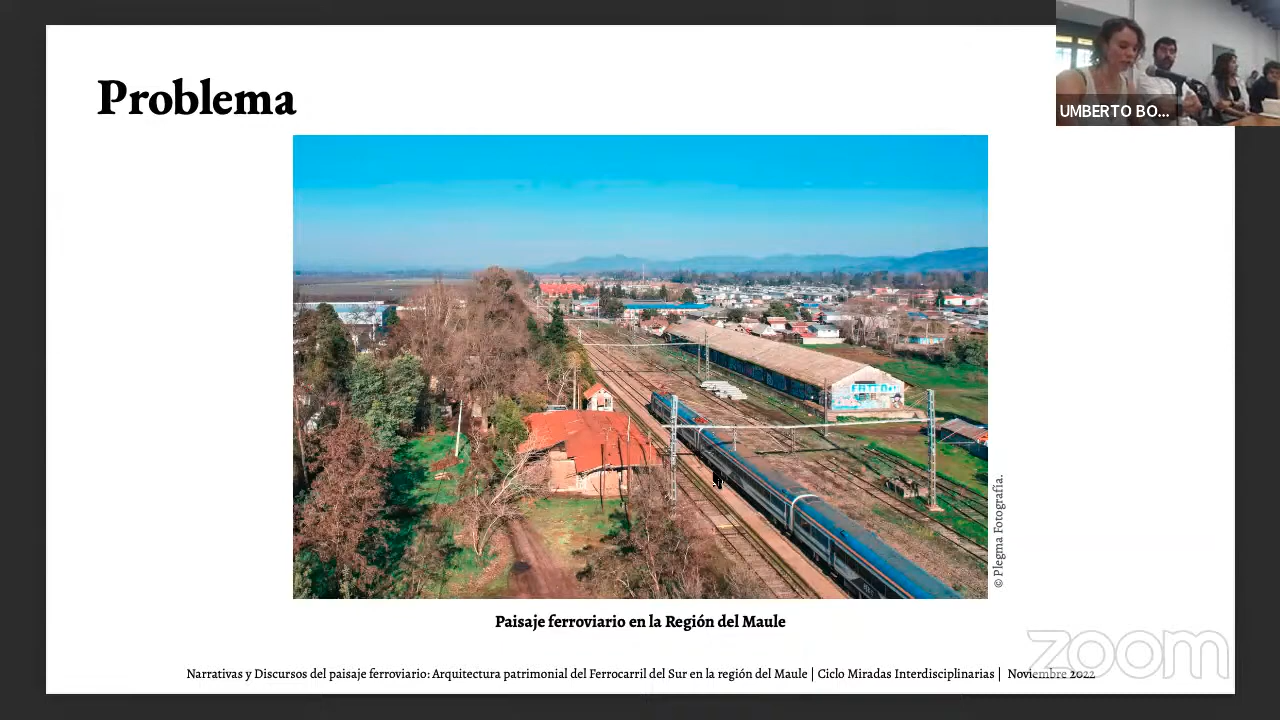 Problema
UMBERTO BO...
FATTO
© Plegma Fotografía.
Paisaje ferroviario en la Región del Maule
Narrativas y Discursos del paisaje ferroviario: Arquitectura patrimonial del Ferrocarril del Sur en la región del Maule | Ciclo Miradas Interdisciplinarias | Noviembre 2022
zoom